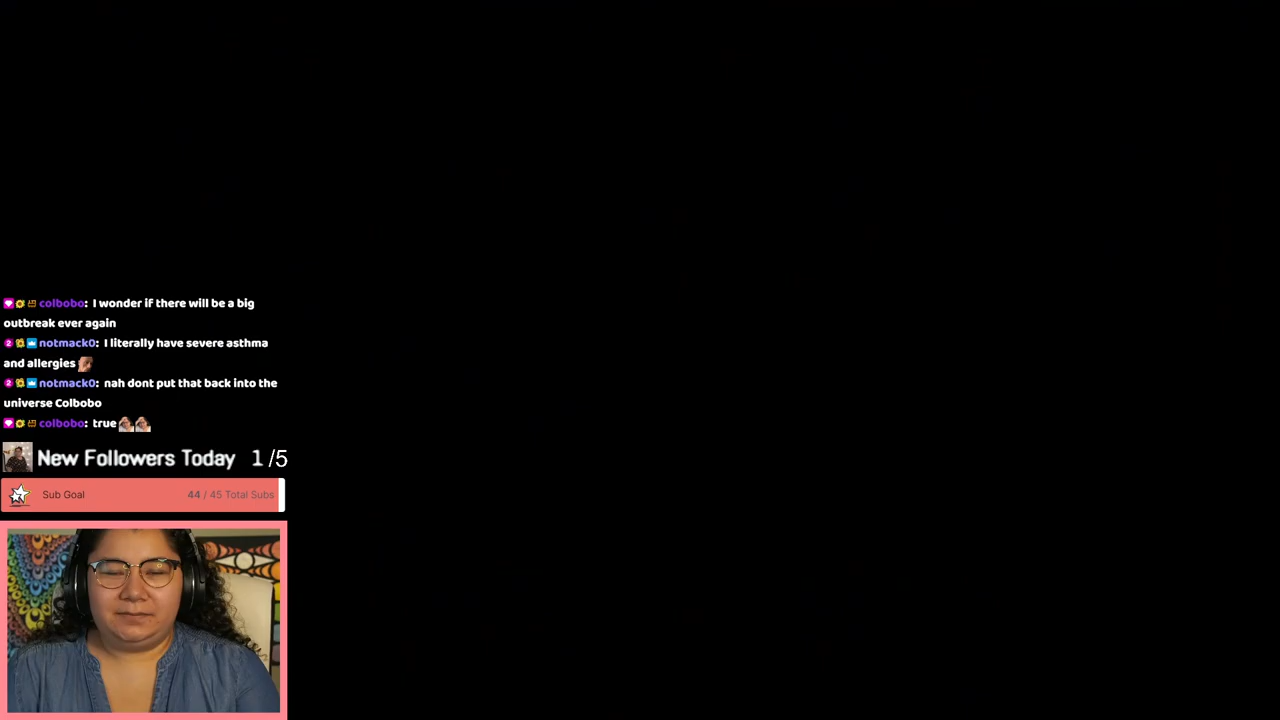 colbobo: I wonder if there will be a big
outbreak ever again
notmack0: I literally have severe asthma
and allergies
notmack0: nah dont put that back into the
universe Colbobo
colbobo: true
New Followers Today 1 /5
Sub Goal 44 / 45 Total Subs